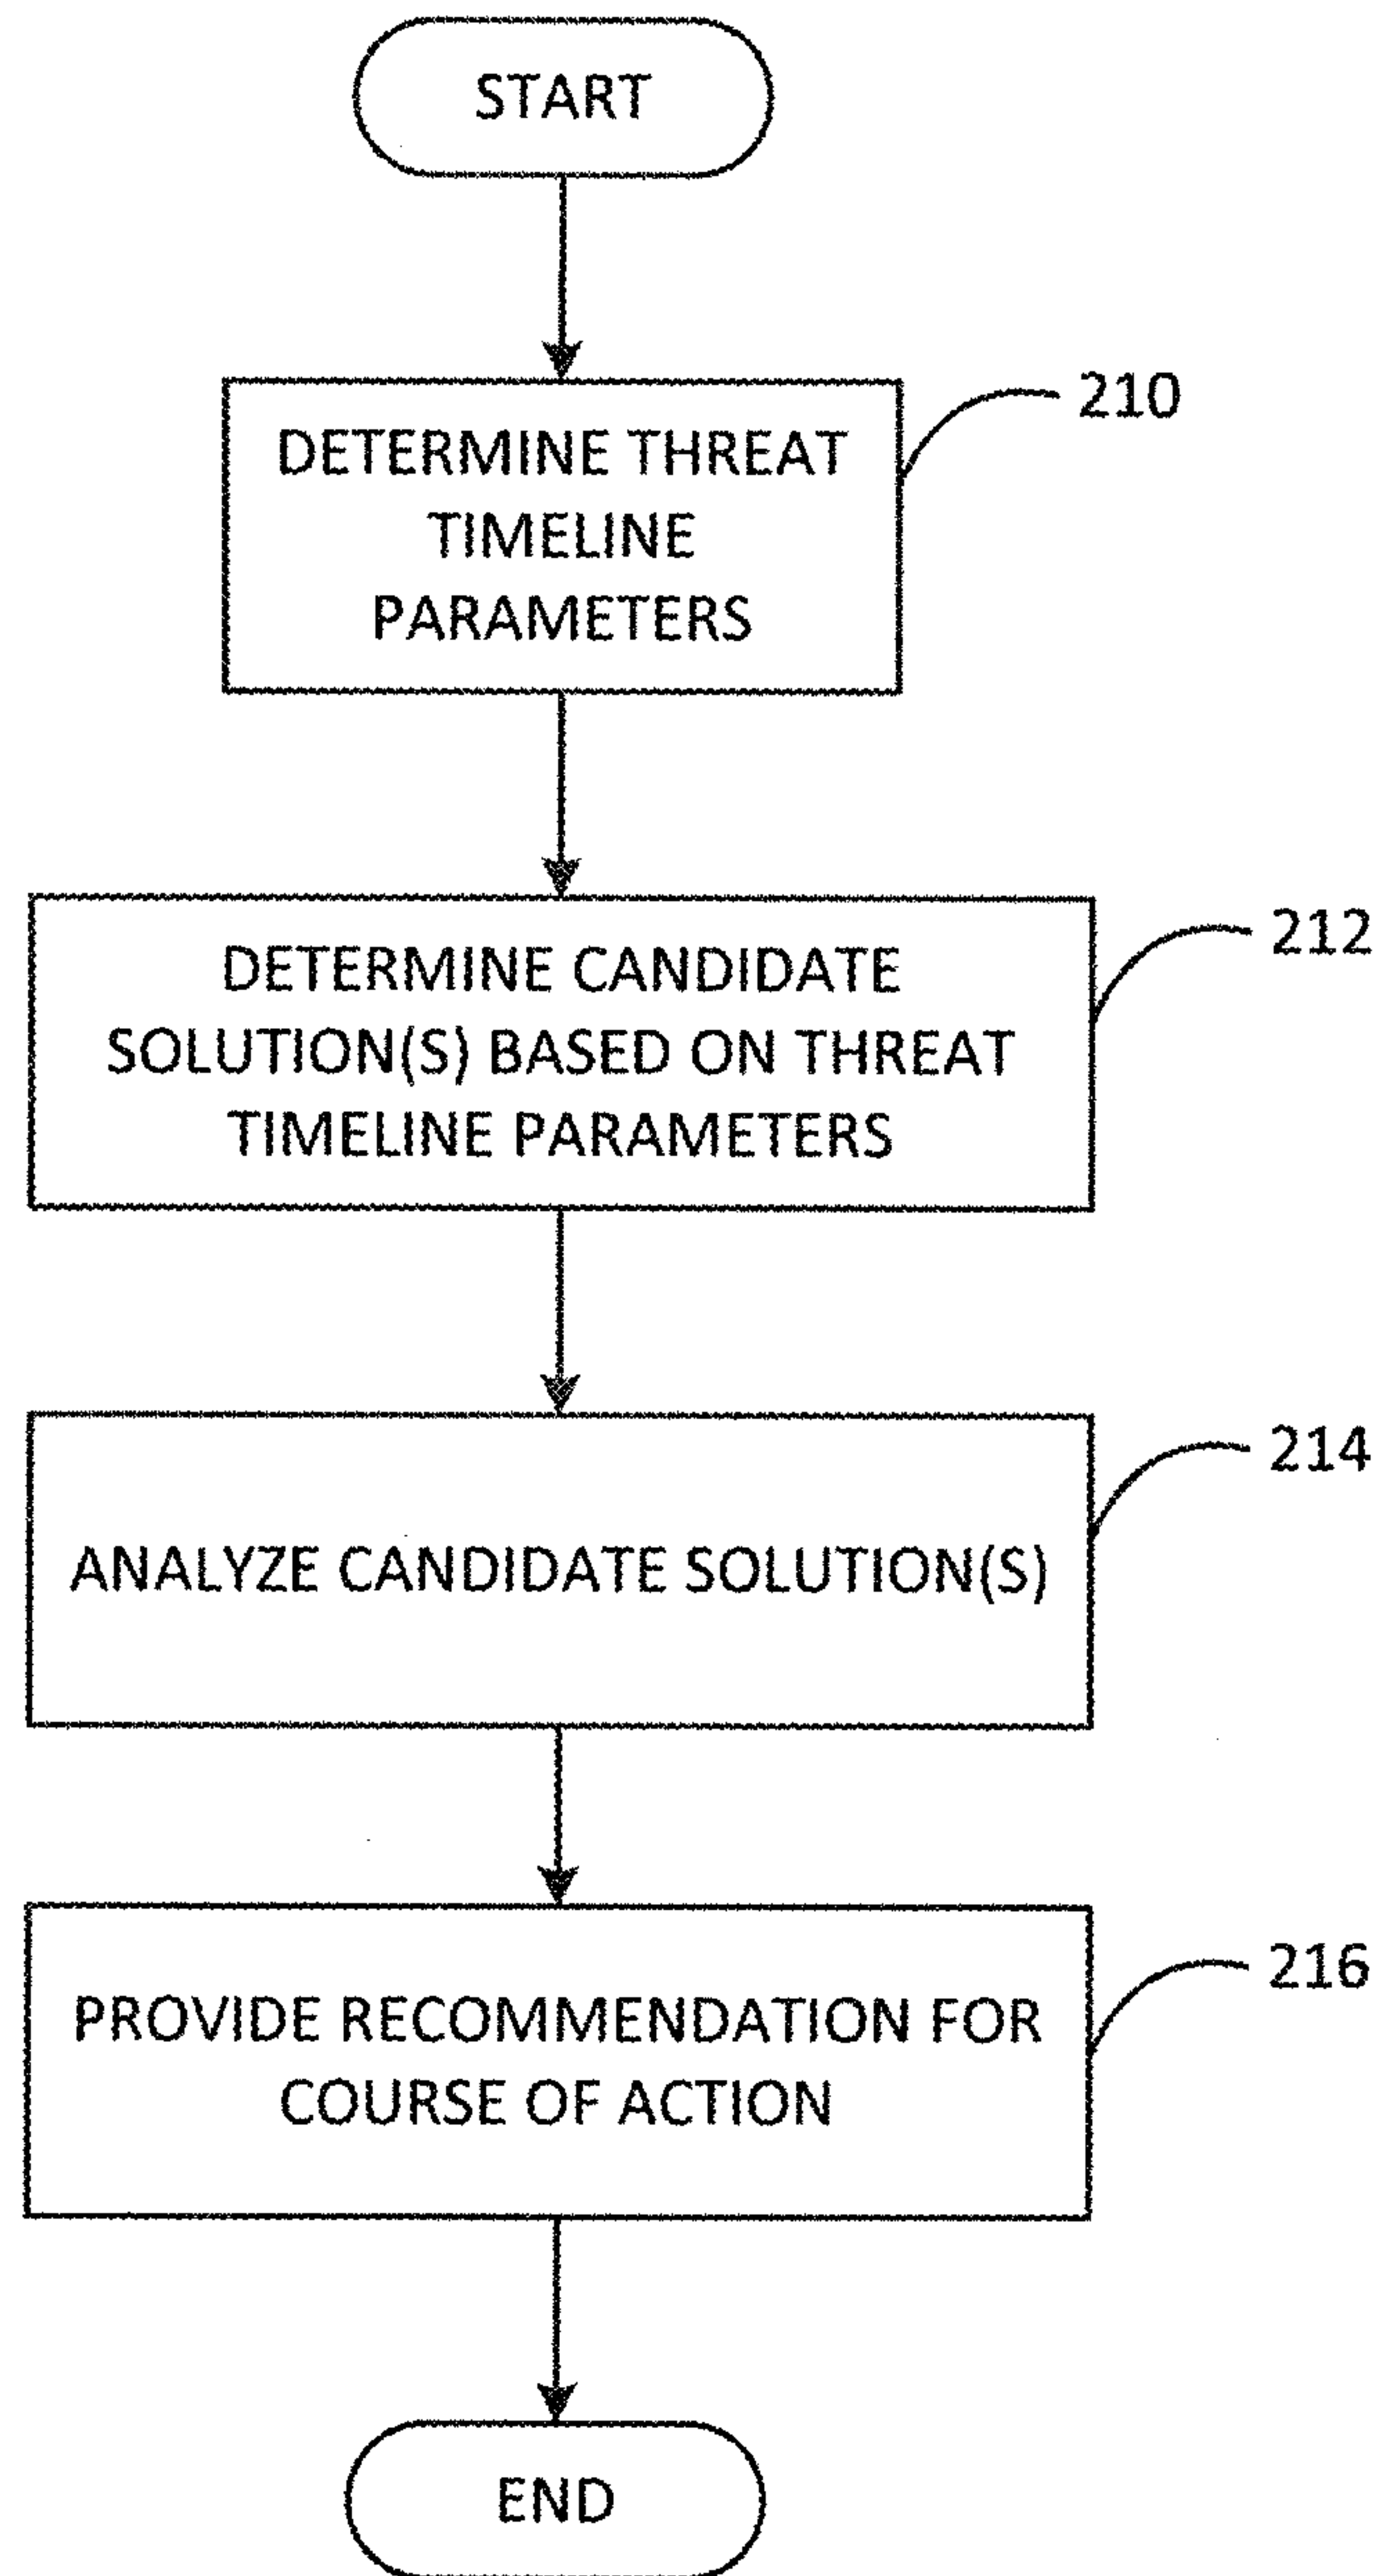 START
210
DETERMINE THREAT
TIMELINE
PARAMETERS
212
DETERMINE CANDIDATE
SOLUTION(S) BASED ON THREAT
TIMELINE PARAMETERS
214
ANALYZE CANDIDATE SOLUTION(S)
216
PROVIDE RECOMMENDATION FOR
COURSE OF ACTION
END